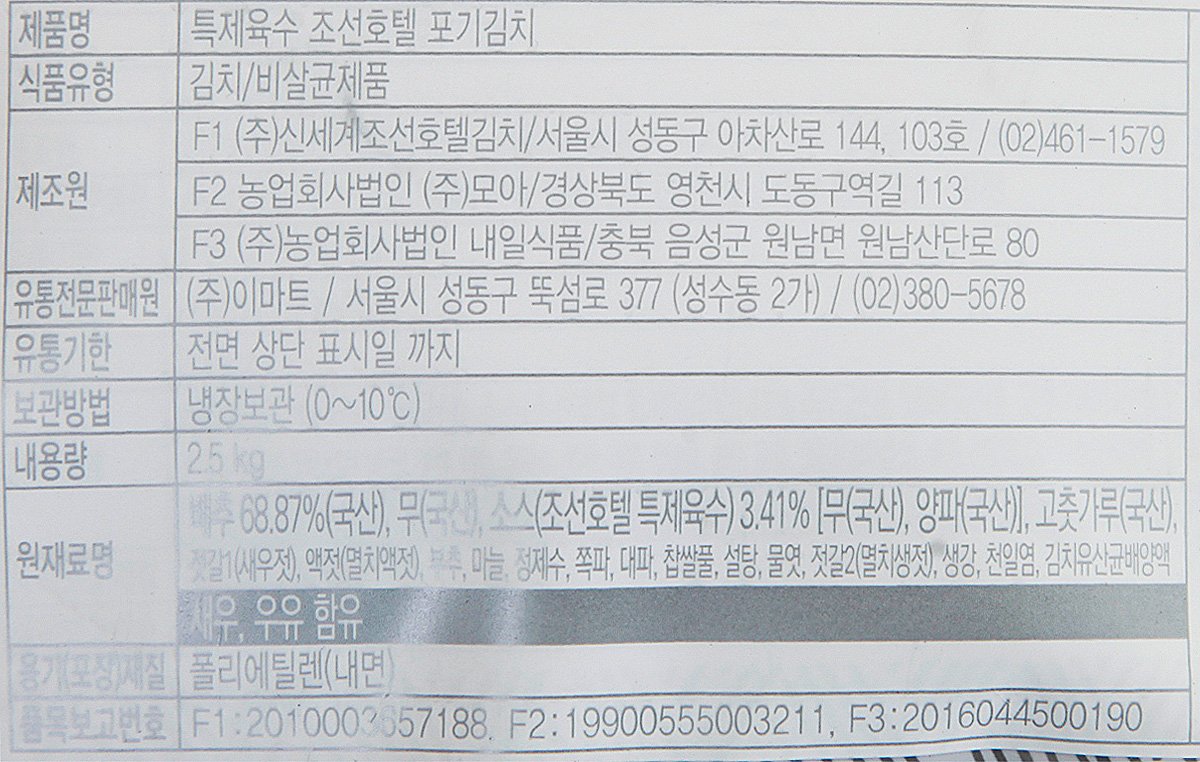 제품명 특제육수 조선호텔 포기김치
식품유형 김치/비살균제품
제조원 F1 (주)신세계조선호텔김치/서울시 성동구 아차산로 144, 103호 / (02)461-1579
F2 농업회사법인 (주)모아/경상북도 영천시 도동구역길 113
F3 (주)농업회사법인 내일식품/충북 음성군 원남면 원남산단로 80
유통전문판매원 (주)이마트 / 서울시 성동구 뚝섬로 377 (성수동 2가) / (02)380-5678
유통기한 전면 상단 표시일 까지
보관방법 냉장보관 (0~10℃)
내용량 2.5 kg
원재료명 배추 68.87%(국산), 무(국산), 소스(조선호텔 특제육수) 3.41% [무(국산), 양파(국산)], 고춧가루(국산),
젓갈1(새우젓), 액젓(멸치액젓), 부추, 마늘, 정제수, 쪽파, 대파, 찹쌀풀, 설탕, 물엿, 젓갈2(멸치생젓), 생강, 천일염, 김치유산균배양액
새우, 우유 함유
용기(포장)재질 폴리에틸렌(내면)
품목보고번호 F2:19900555003211, F3:2016044500190